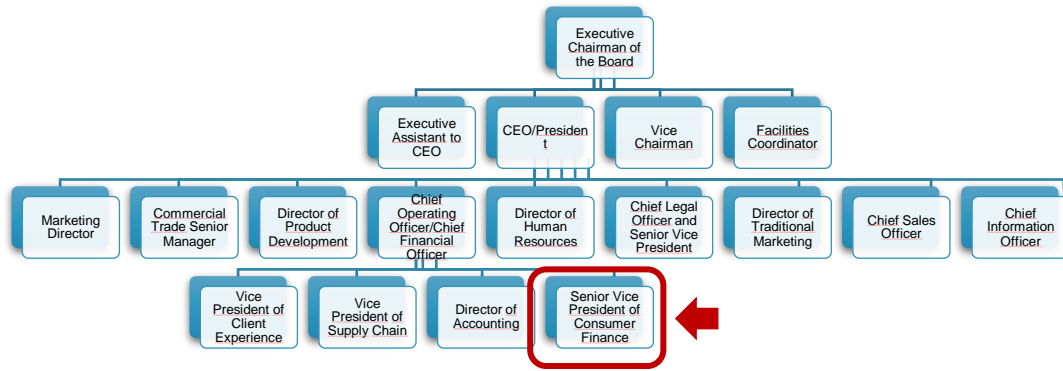 Executive
Chairman of
the Board
Executive
Assistant to
CEO
CEO/Presiden
t
Vice
Chairman
Facilities
Coordinator
Marketing
Director
Commercial
Trade Senior
Manager
Director of
Product
Development
Chief
Operating
Officer/Chief
Financial
Officer
Director of
Human
Resources
Chief Legal
Officer and
Senior Vice
President
Director of
Traditional
Marketing
Chief Sales
Officer
Chief
Information
Officer
Vice
President of
Client
Experience
Vice
President of
Supply Chain
Director of
Accounting
Senior Vice
President of
Consumer
Finance